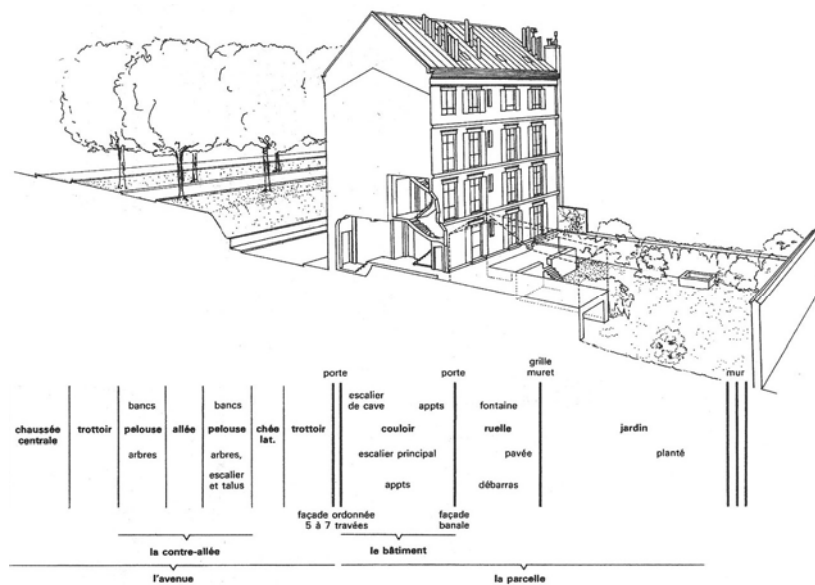 porte
porte
grille
muret
mur
bancs
bancs
escalier
de cave
appts
fontaine
chaussée
centrale
trottoir
pelouse
allée
pelouse
chée
lat.
trottoir
couloir
ruelle
jardin
arbres
arbres,
escalier
et talus
escalier principal
pavée
planté
appts
débarras
façade ordonnée
5 à 7 travées
façade
banale
la contre-allée
le bâtiment
l'avenue
la parcelle